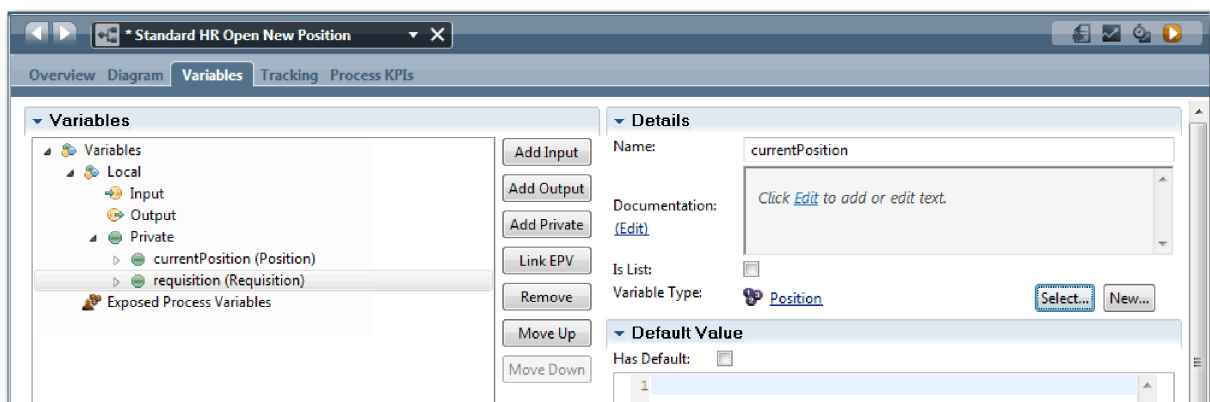 * Standard HR Open New Position
Overview Diagram Variables Tracking Process KPIs
Variables
Variables
Local
Input
Output
Private
currentPosition (Position)
requisition (Requisition)
Exposed Process Variables
Add Input
Add Output
Add Private
Link EPV
Remove
Move Up
Move Down
Details
Name: currentPosition
Documentation:
(Edit)
Click Edit to add or edit text.
Is List:
Variable Type: Position Select... New...
Default Value
Has Default:
1